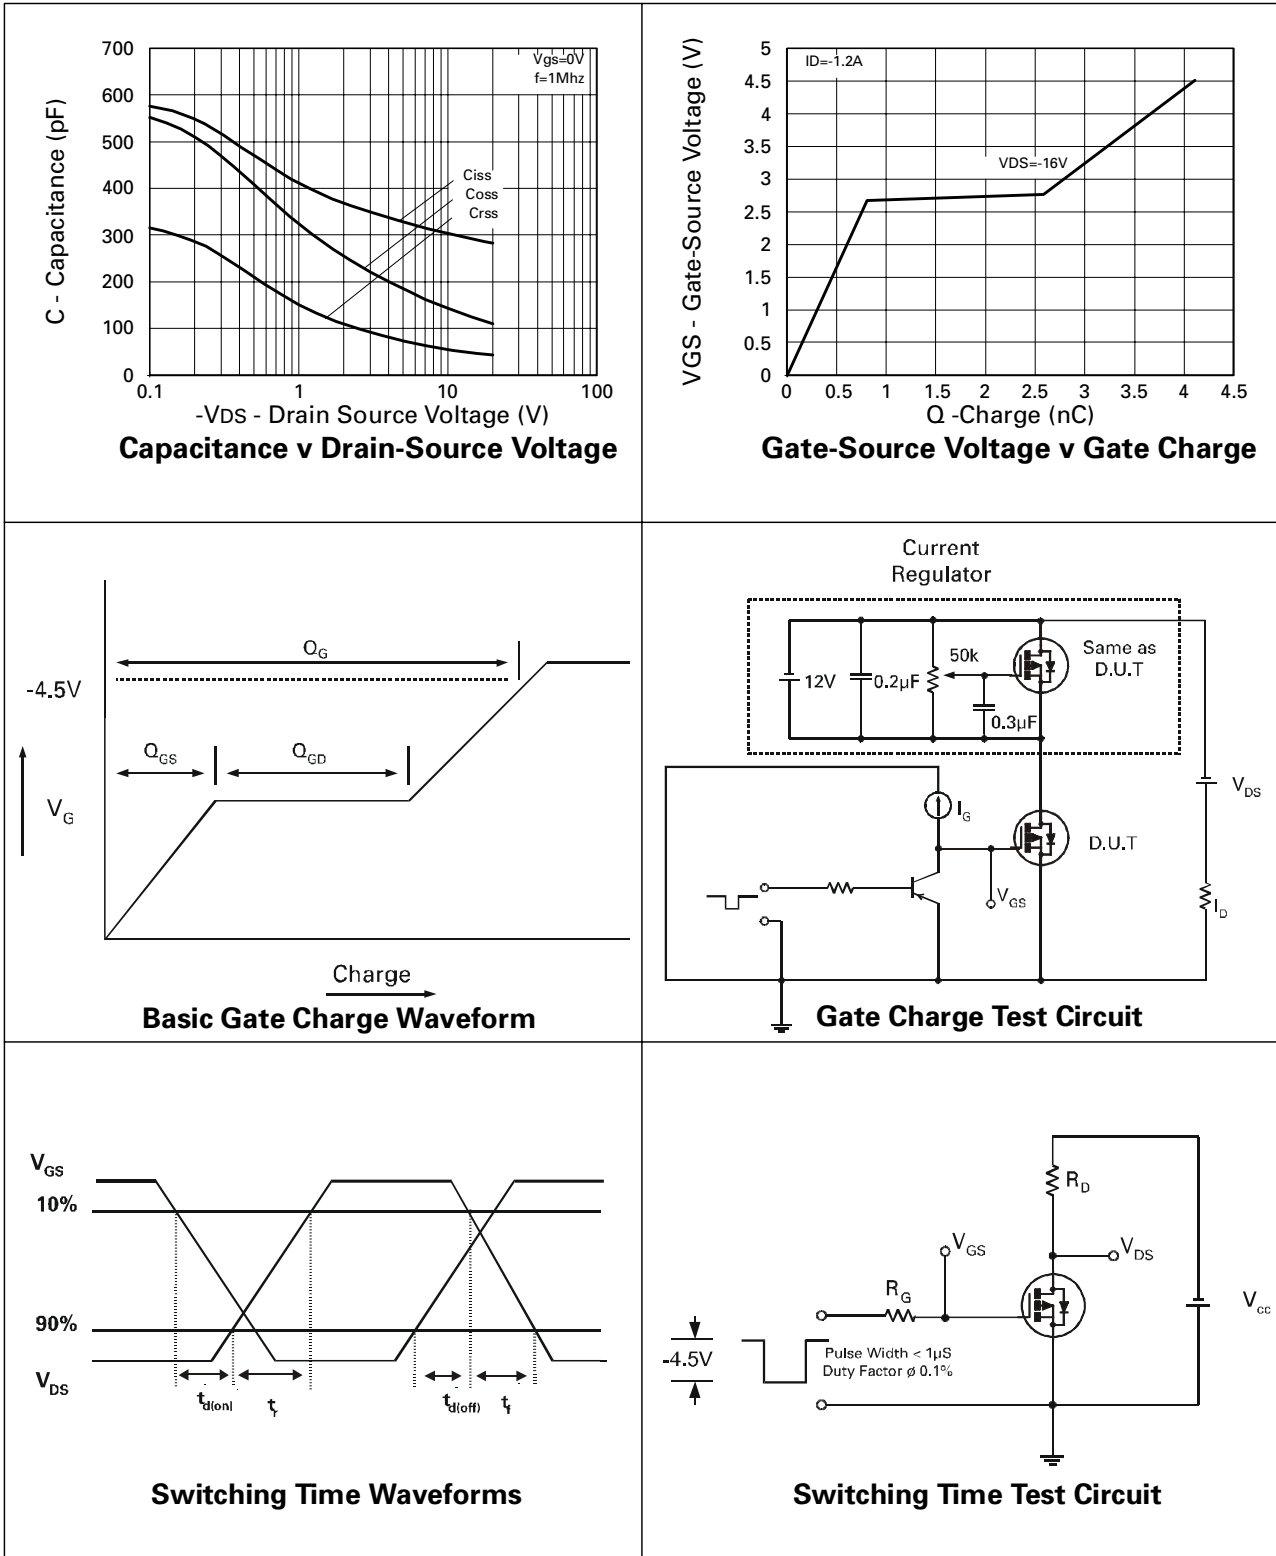 700
600
500
400
300
200
100
0
0.1
1
10
100
Vgs=0V
f=1Mhz
Ciss
Coss
Crss
C - Capacitance (pF)
-VDS - Drain Source Voltage (V)
Capacitance v Drain-Source Voltage
5
4.5
4
3.5
3
2.5
2
1.5
1
0.5
0
0
0.5
1
1.5
2
2.5
3
3.5
4
4.5
ID=-1.2A
VDS=-16V
VGS - Gate-Source Voltage (V)
Q -Charge (nC)
Gate-Source Voltage v Gate Charge
QG
-4.5V
QGS
QGD
VG
Charge
Basic Gate Charge Waveform
Current
Regulator
12V
0.2µF
50k
0.3µF
Same as
D.U.T
IG
VGS
D.U.T
VDS
ID
Gate Charge Test Circuit
VGS
10%
90%
VDS
td(on)
tr
td(off)
tf
Switching Time Waveforms
RD
VGS
VDS
RG
Vcc
-4.5V
Pulse Width < 1µS
Duty Factor ø 0.1%
Switching Time Test Circuit